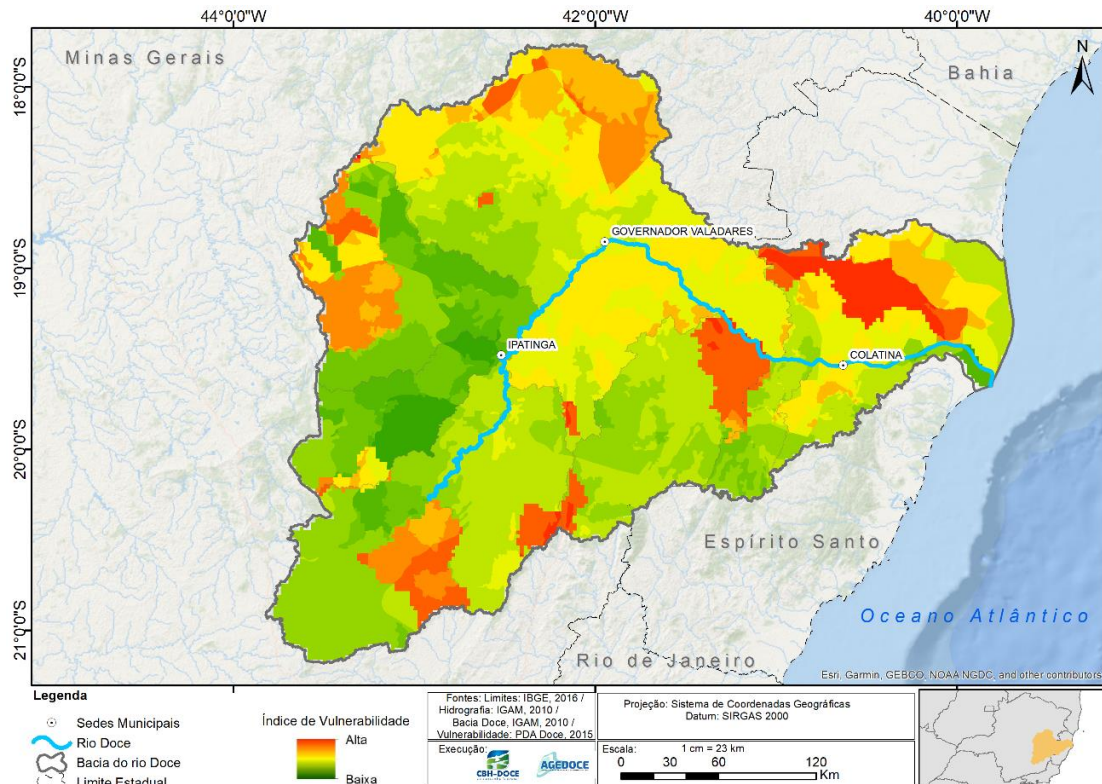 44°0'0"W 42°0'0"W 40°0'0"W
Minas Gerais
N
Bahia
18°0'0"S
GOVERNADOR VALADARES
19°0'0"S
IPATINGA
COLATINA
20°0'0"S
Espírito Santo
Oceano Atlântico
21°0'0"S
Rio de Janeiro
Esri, Garmin, GEBCO, NOAA NGDC, and other contributors
Legenda
Sedes Municipais
Rio Doce
Bacia do rio Doce
Limite Estadual
Índice de Vulnerabilidade
Alta
Baixa
Fontes: Limites: IBGE, 2016 /
Hidrografia: IGAM, 2010 /
Bacia Doce, IGAM, 2010 /
Vulnerabilidade: PDA Doce, 2015
Execução:
CBH-DOCE
AGEDOCE
Projeção: Sistema de Coordenadas Geográficas
Datum: SIRGAS 2000
Escala: 1 cm = 23 km
0 30 60 120
Km